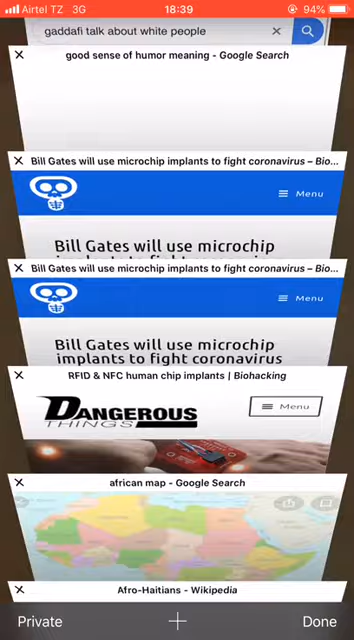 Airtel TZ 3G
18:39
94%
gaddafi talk about white people
good sense of humor meaning - Google Search
Bill Gates will use microchip implants to fight coronavirus – Bio...
Menu
Bill Gates will use microchip
Bill Gates will use microchip implants to fight coronavirus – Bio...
Menu
Bill Gates will use microchip
implants to fight coronavirus
RFID & NFC human chip implants | Biohacking
DANGEROUS
THINGS
Menu
african map - Google Search
Afro-Haitians - Wikipedia
Private
Done